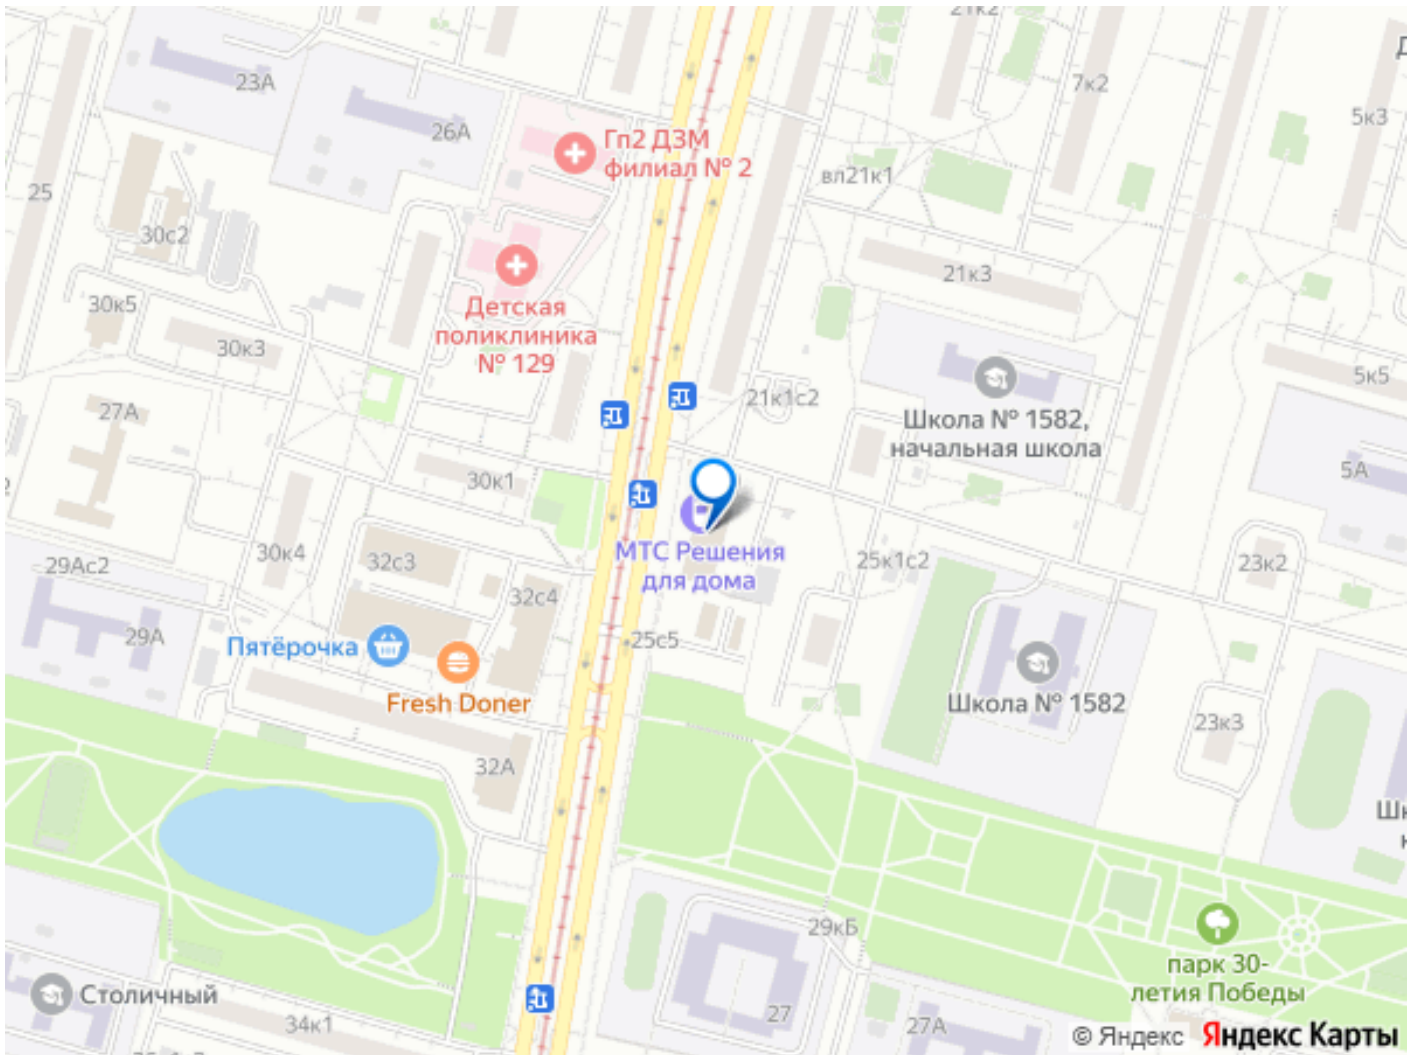 21к2
23А
7к2
5к3
26А
Гп2 ДЗМ
филиал № 2
вл21к1
25
30с2
21к3
30к5
Детская
поликлиника
№ 129
30к3
5к5
21к1с2
27А
Школа № 1582,
начальная школа
5А
30к1
МТС Решения
для дома
30к4
32с3
25к1с2
23к2
29Ас2
32с4
29А
Пятёрочка
25с5
Fresh Doner
Школа № 1582
23к3
32А
29кБ
парк 30-
летия Победы
Столичный
34к1
27
27А
© Яндекс
Яндекс Карты